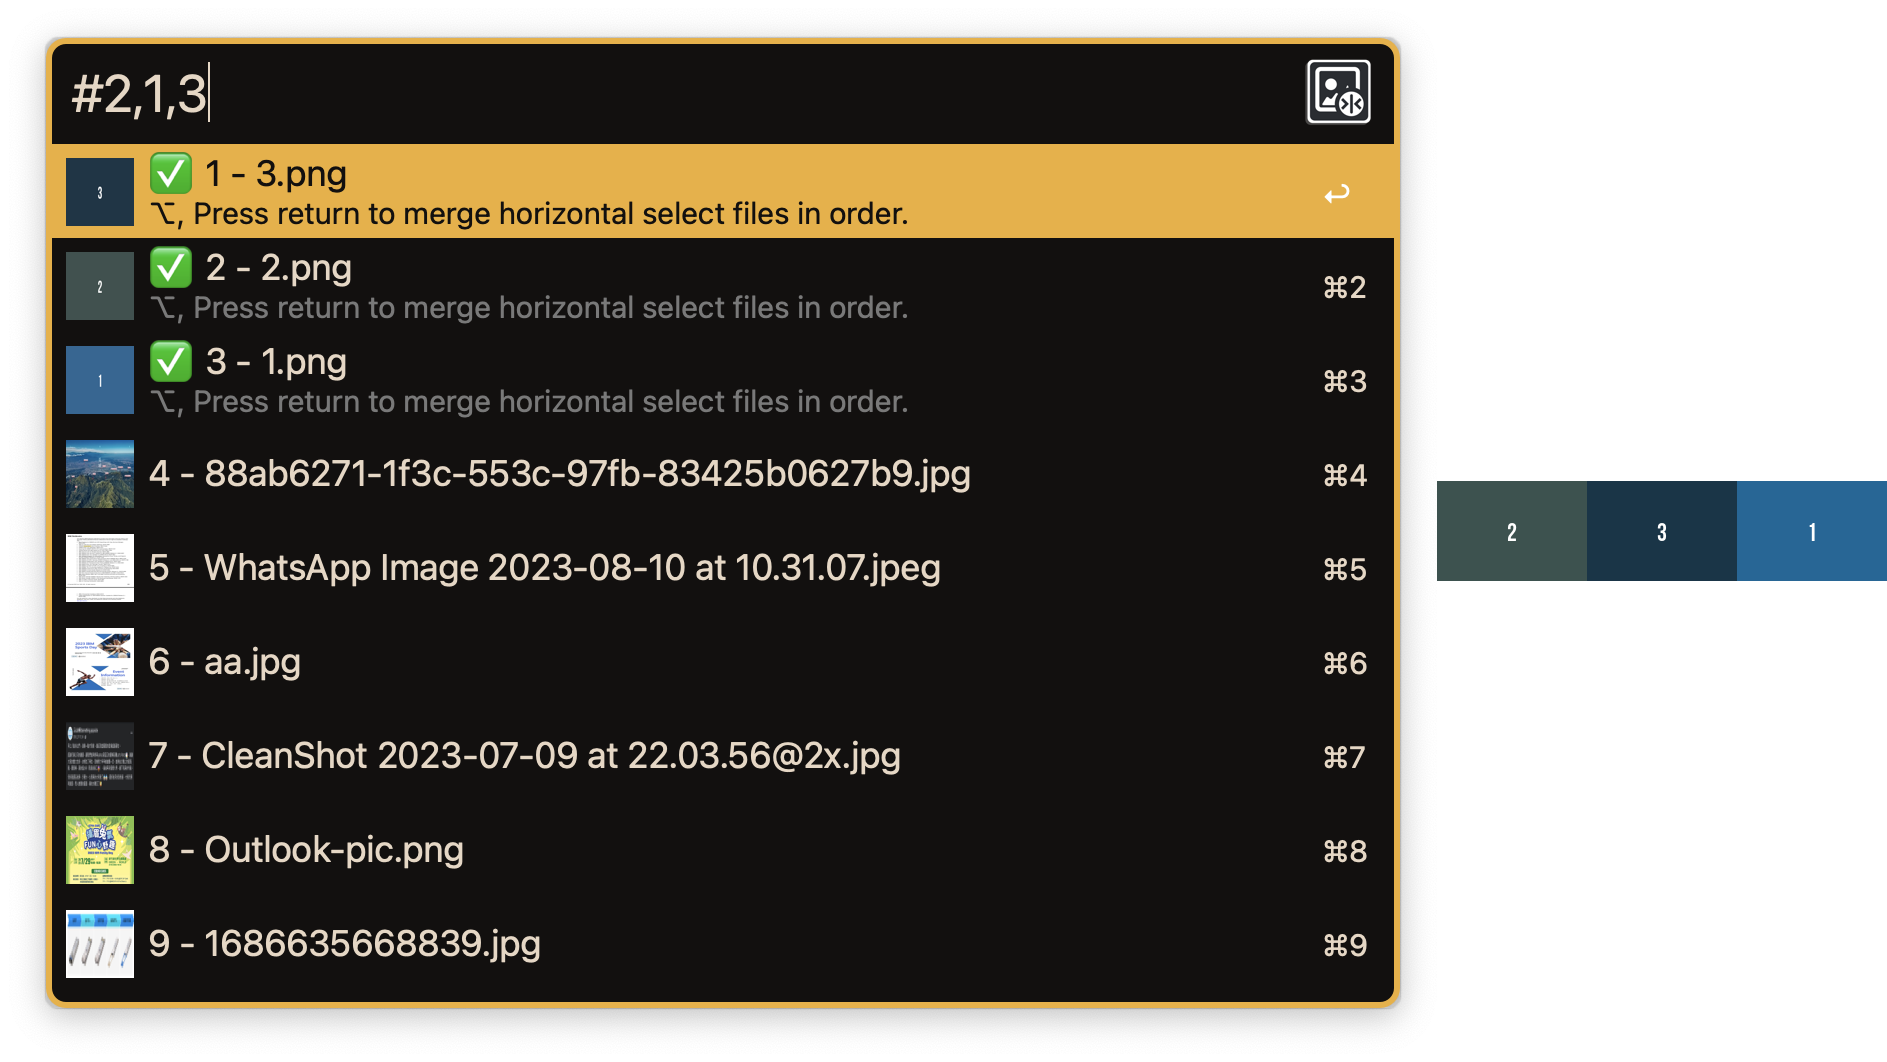 #2,1,3
3
✅ 1 - 3.png
⌥, Press return to merge horizontal select files in order.
↩
2
✅ 2 - 2.png
⌥, Press return to merge horizontal select files in order.
⌘2
1
✅ 3 - 1.png
⌥, Press return to merge horizontal select files in order.
⌘3
4 - 88ab6271-1f3c-553c-97fb-83425b0627b9.jpg
⌘4
5 - WhatsApp Image 2023-08-10 at 10.31.07.jpeg
⌘5
6 - aa.jpg
⌘6
7 - CleanShot 2023-07-09 at 22.03.56@2x.jpg
⌘7
8 - Outlook-pic.png
⌘8
9 - 1686635668839.jpg
⌘9
2 3 1